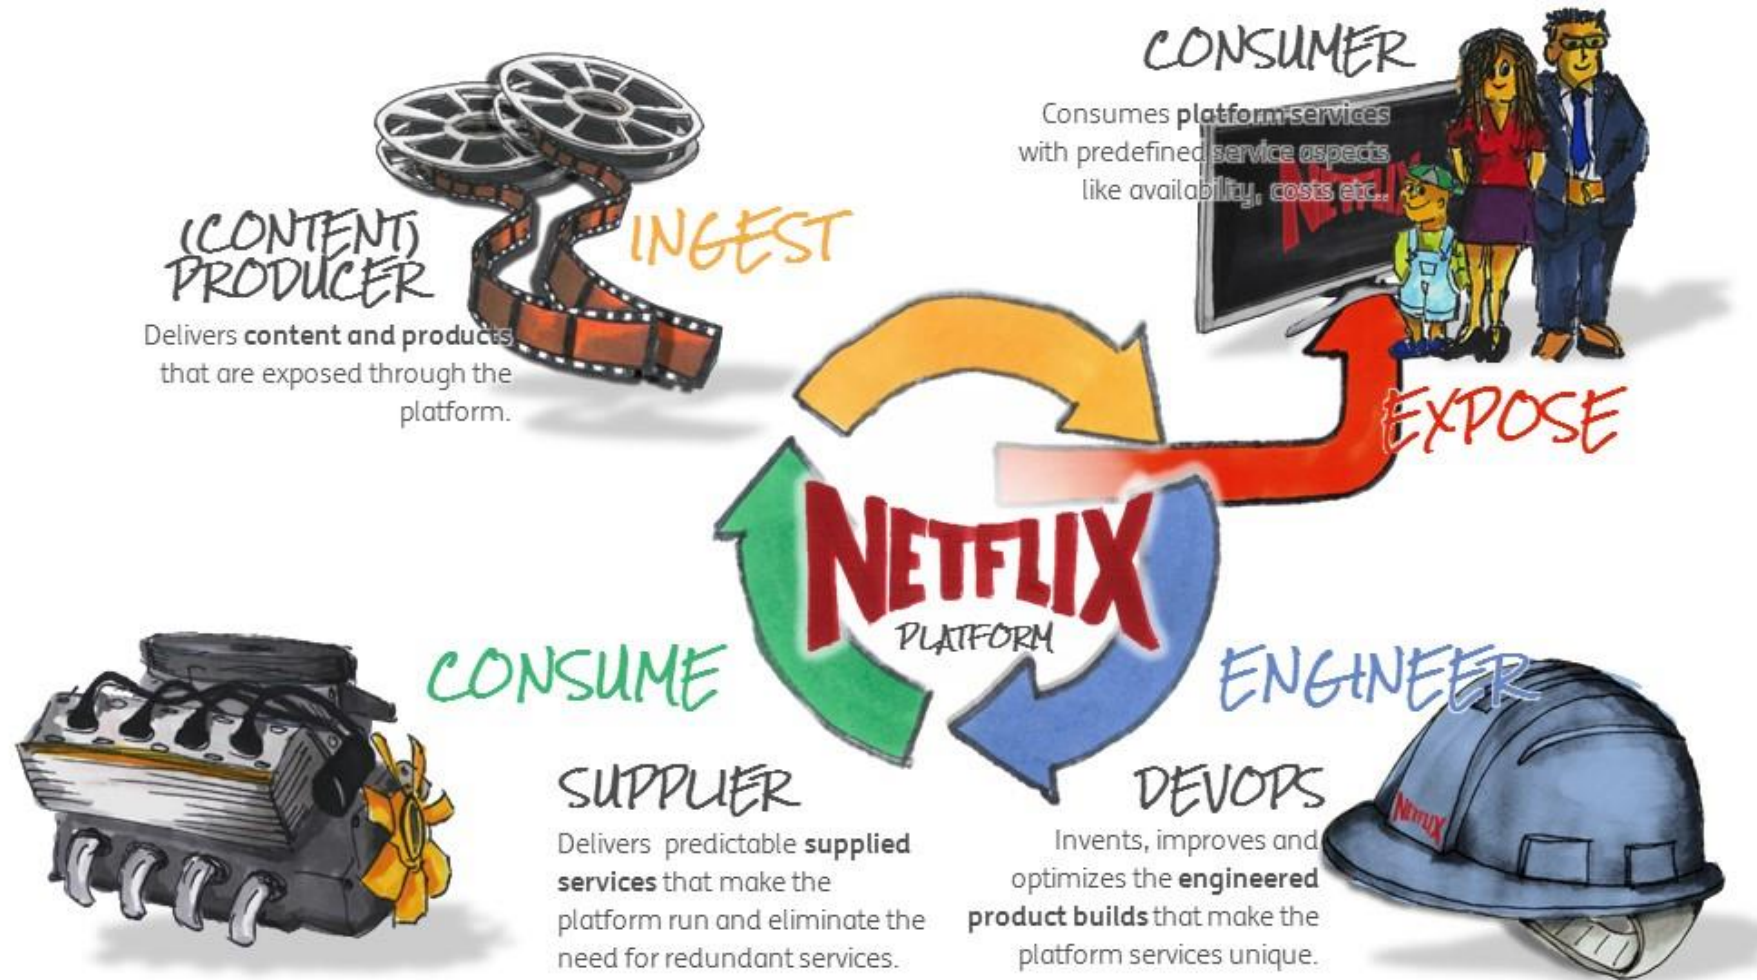 CONSUMER
Consumes platform services
with predefined service aspects
like availability, costs etc..
NETFLIX
(CONTENT)
PRODUCER
Delivers content and products
that are exposed through the
platform.
INGEST
EXPOSE
NETFLIX
PLATFORM
CONSUME
ENGINEER
SUPPLIER
Delivers predictable supplied
services that make the
platform run and eliminate the
need for redundant services.
DEVOPS
Invents, improves and
optimizes the engineered
product builds that make the
platform services unique.
NETFLIX